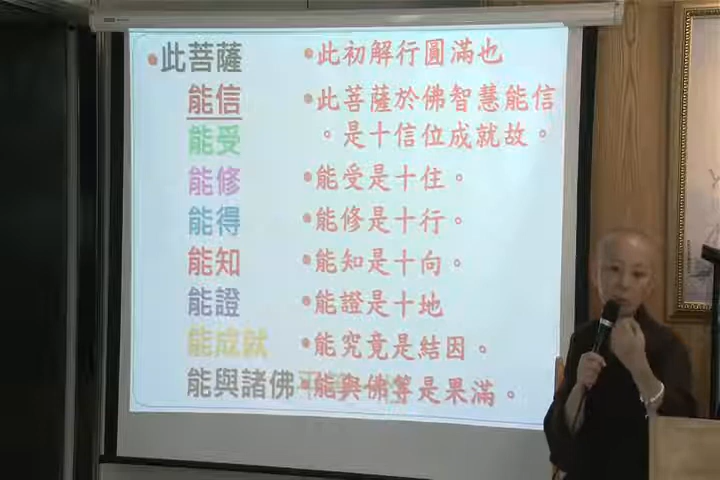 •此菩薩
能信
能受
能修
能得
能知
能證
能成就
能與諸佛
•此初解行圓滿也
•此菩薩於佛智慧能信
。是十信位成就故。
•能受是十住。
•能修是十行。
•能知是十向。
•能證是十地
•能究竟是結因。
•能與佛等是果滿。